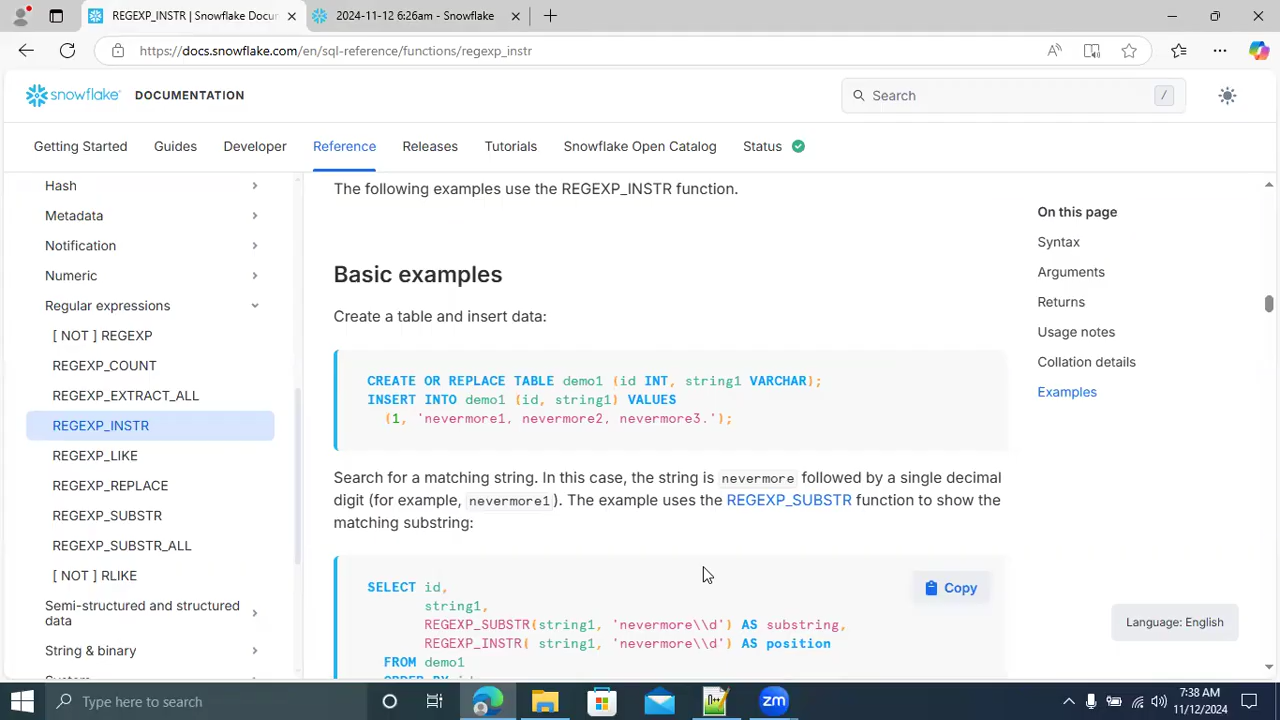 REGEXP_INSTR | Snowflake Docu
2024-11-12 6:26am - Snowflake
https://docs.snowflake.com/en/sql-reference/functions/regexp_instr
snowflake DOCUMENTATION
Search
/
Getting Started
Guides
Developer
Reference
Releases
Tutorials
Snowflake Open Catalog
Status
Hash
Metadata
Notification
Numeric
Regular expressions
[ NOT ] REGEXP
REGEXP_COUNT
REGEXP_EXTRACT_ALL
REGEXP_INSTR
REGEXP_LIKE
REGEXP_REPLACE
REGEXP_SUBSTR
REGEXP_SUBSTR_ALL
[ NOT ] RLIKE
Semi-structured and structured
data
String & binary
The following examples use the REGEXP_INSTR function.
Basic examples
Create a table and insert data:
CREATE OR REPLACE TABLE demo1 (id INT, string1 VARCHAR);
INSERT INTO demo1 (id, string1) VALUES
(1, 'nevermore1, nevermore2, nevermore3.');
Search for a matching string. In this case, the string is nevermore followed by a single decimal
digit (for example, nevermore1 ). The example uses the REGEXP_SUBSTR function to show the
matching substring:
Copy
SELECT id,
string1,
REGEXP_SUBSTR(string1, 'nevermore\\d') AS substring,
REGEXP_INSTR( string1, 'nevermore\\d') AS position
FROM demo1
On this page
Syntax
Arguments
Returns
Usage notes
Collation details
Examples
Language: English
Type here to search
zm
7:38 AM
11/12/2024